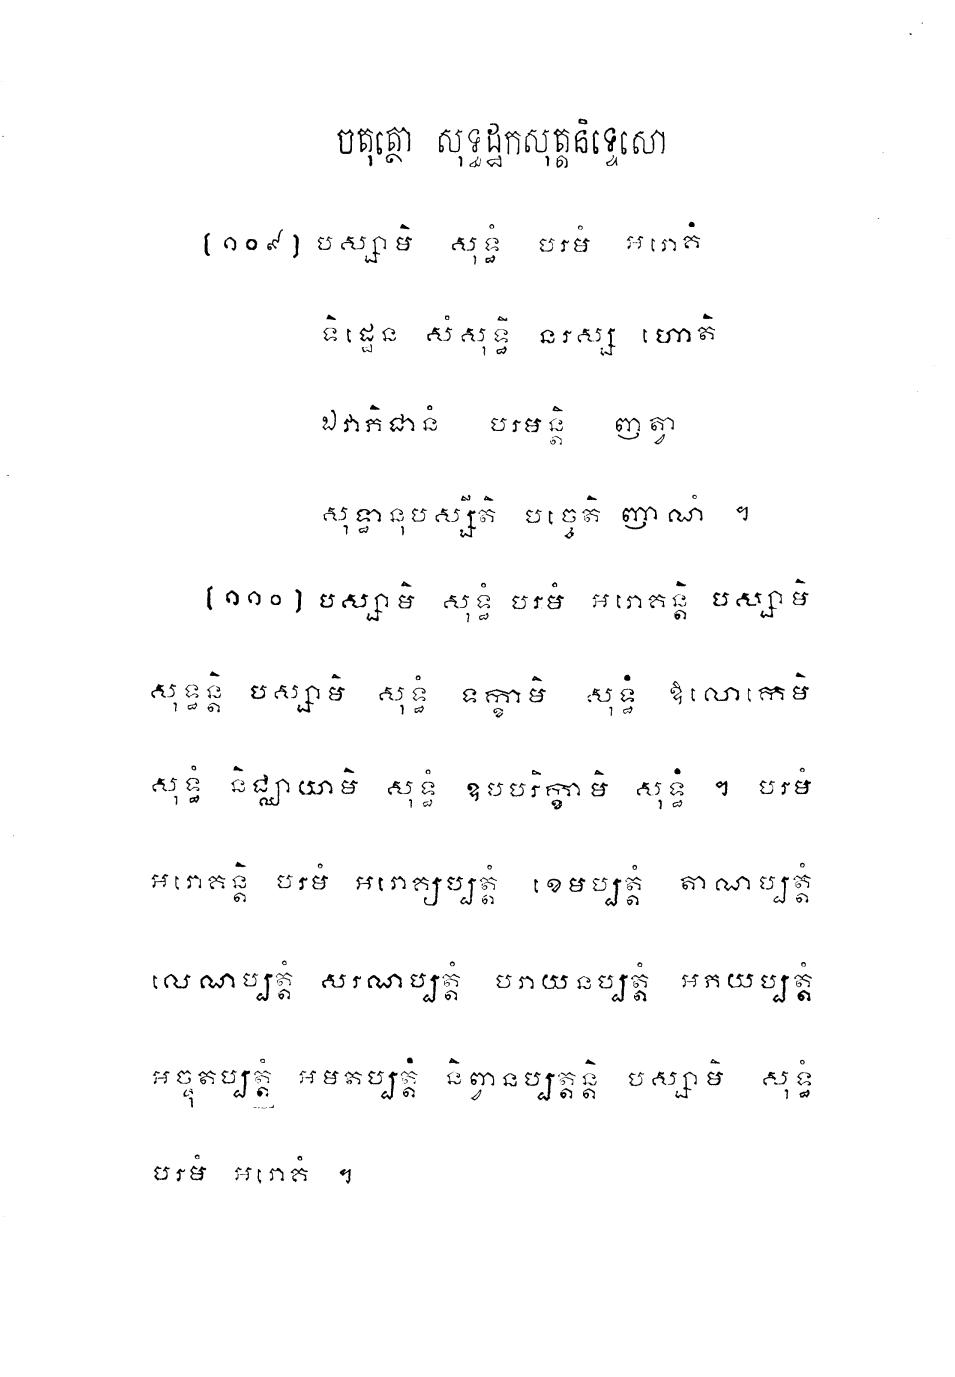 ចតុត្ថោ សុទ្ធដ្ឋកសុត្តនិទ្ទេសោ
(១០៩) បស្សាមិ សុទ្ធំ បរមំ អរោគំ
ទិដ្ឋេន សំសុទ្ធិ នរស្ស ហោតិ
ឯវាភិជានំ បរមន្តិ ញត្វា
សុទ្ធានុបស្សីតិ បច្ចេតិ ញាណំ ។
(១១០) បស្សាមិ សុទ្ធំ បរមំ អរោគន្តិ បស្សាមិ
សុទ្ធន្តិ បស្សាមិ សុទ្ធំ ទក្ខាមិ សុទ្ធំ ឱលោកេមិ
សុទ្ធំ និជ្ឈាយាមិ សុទ្ធំ ឧបបរិក្ខាមិ សុទ្ធំ ។ បរមំ
អរោគន្តិ បរមំ អរោគ្យប្បត្តំ ខេមប្បត្តំ តាណប្បត្តំ
លេណប្បត្តំ សរណប្បត្តំ បរាយនប្បត្តំ អភយប្បត្តំ
អច្ចុតប្បត្តំ អមតប្បត្តំ និព្វានប្បត្តន្តិ បស្សាមិ សុទ្ធំ
បរមំ អរោគំ ។